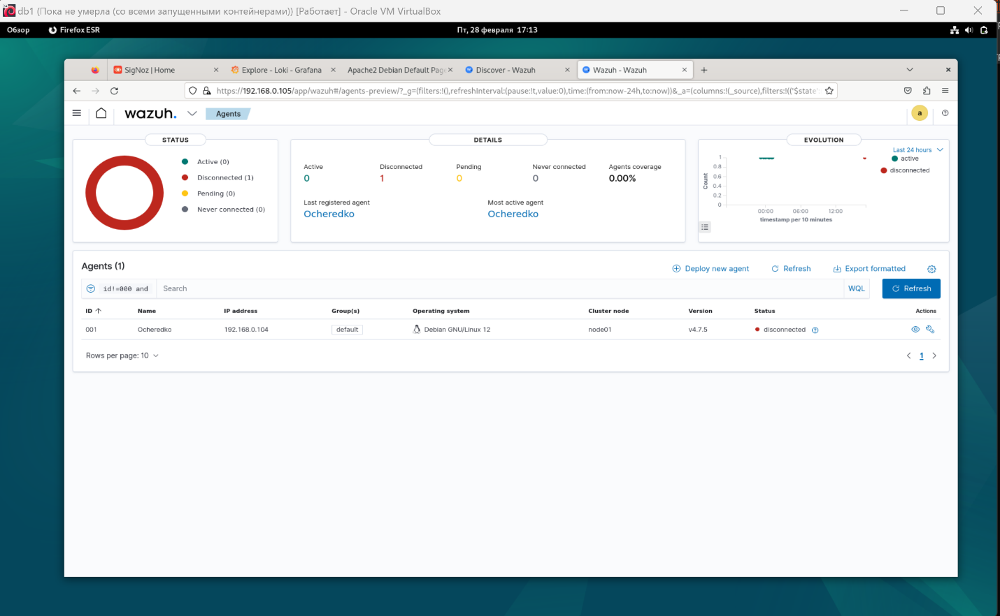 db1 (Пока не умерла (со всеми запущенными контейнерами)) [Работает] - Oracle VM VirtualBox
Обзор Firefox ESR Пт, 28 февраля 17:13
SigNoz | Home Explore - Loki - Grafana Apache2 Debian Default Page Discover - Wazuh Wazuh - Wazuh
https://192.168.0.105/app/wazuh#/agents-preview/?_g=(filters:!(),refreshInterval:(pause:!t,value:0),time:(from:now-24h,to:now))&_a=(columns:!(_source),filters:!(('$state'
wazuh. Agents a
STATUS
Active (0)
Disconnected (1)
Pending (0)
Never connected (0)
DETAILS
Active Disconnected Pending Never connected Agents coverage
0 1 0 0 0.00%
Last registered agent Most active agent
Ocheredko Ocheredko
EVOLUTION
Last 24 hours
active
disconnected
Count
1
0.8
0.6
0.4
0.2
0
00:00 06:00 12:00
timestamp per 10 minutes
Agents (1)
Deploy new agent Refresh Export formatted
id!=000 and Search WQL Refresh
ID Name IP address Group(s) Operating system Cluster node Version Status Actions
001 Ocheredko 192.168.0.104 default Debian GNU/Linux 12 node01 v4.7.5 disconnected
Rows per page: 10 1